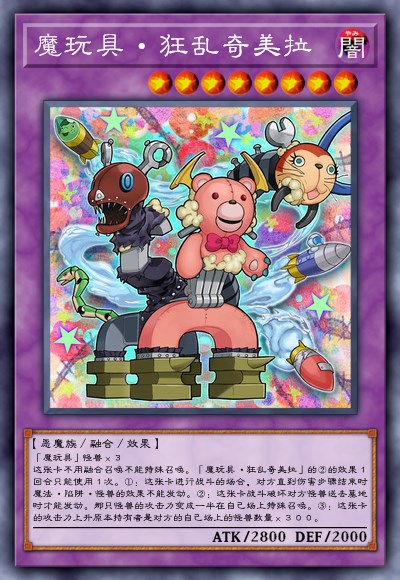 魔玩具·狂乱奇美拉
やみ
闇
【恶魔族／融合／效果】
「魔玩具」怪兽×3
这张卡不用融合召唤不能特殊召唤。「魔玩具·狂乱奇美拉」的②的效果1
回合只能使用1次。①：这张卡进行战斗的场合，对方直到伤害步骤结束时
魔法·陷阱·怪兽的效果不能发动。②：这张卡战斗破坏对方怪兽送去墓地
时才能发动。那只怪兽的攻击力变成一半在自己场上特殊召唤。③：这张卡
的攻击力上升原本持有者是对方的自己场上的怪兽数量×３００。
ATK/2800 DEF/2000